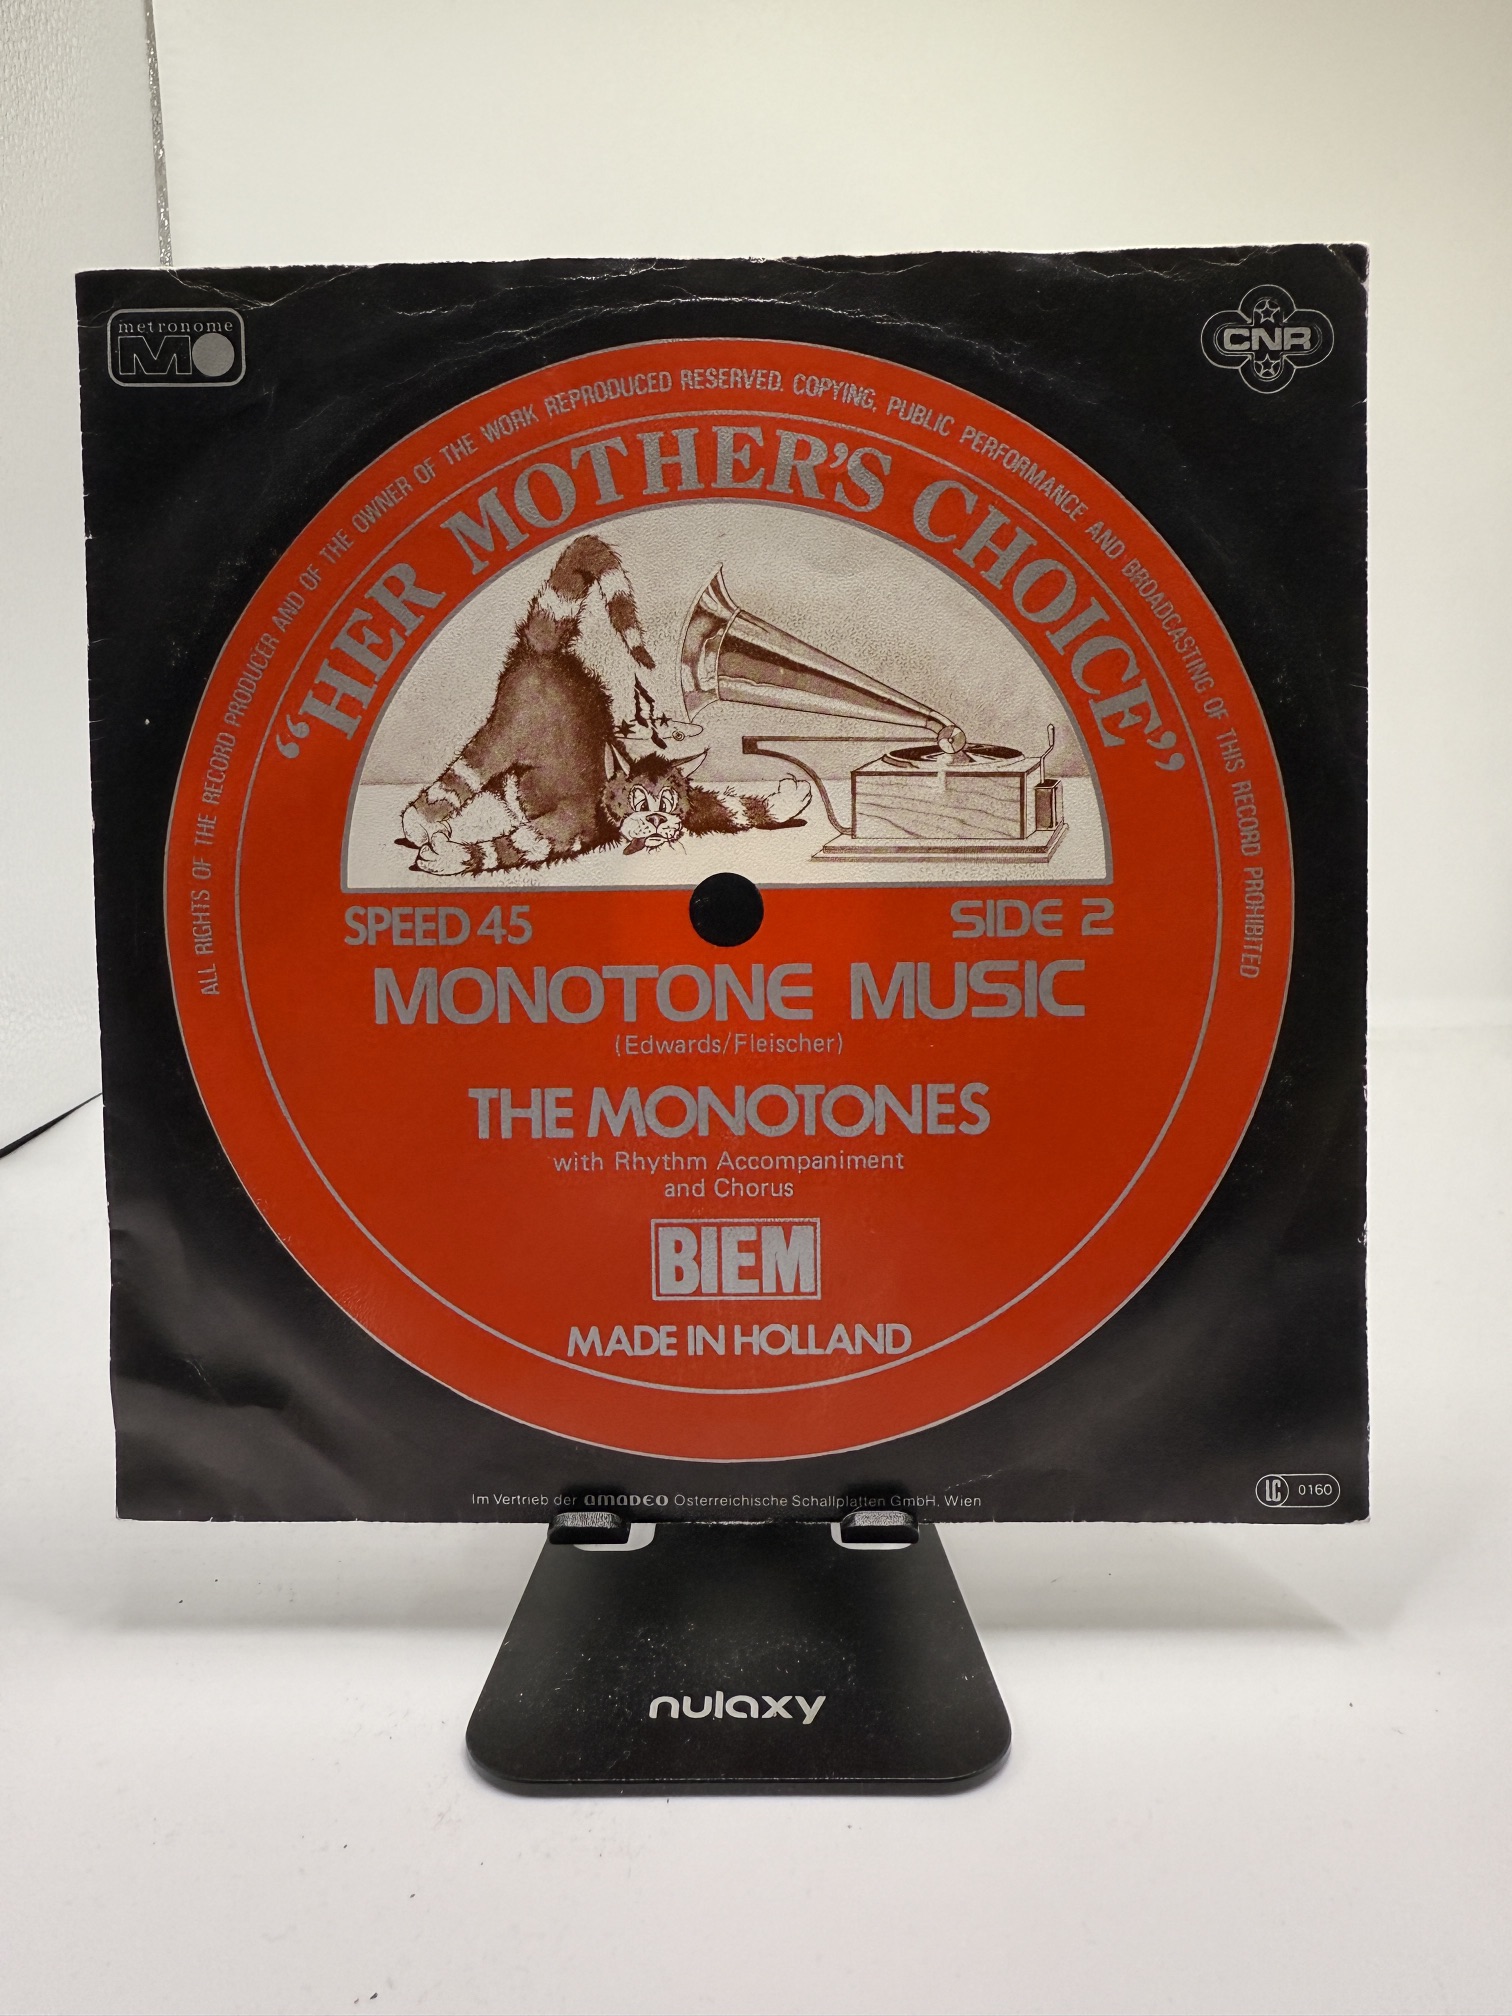 metronome
MO
CNR
ALL RIGHTS OF THE RECORD PRODUCER AND OF THE OWNER OF THE WORK REPRODUCED RESERVED. COPYING, PUBLIC PERFORMANCE AND BROADCASTING OF THIS RECORD PROHIBITED
“HER MOTHER’S CHOICE”
SPEED 45
SIDE 2
MONOTONE MUSIC
(Edwards/Fleischer)
THE MONOTONES
with Rhythm Accompaniment
and Chorus
BIEM
MADE IN HOLLAND
Im Vertrieb der amadeo Österreichische Schallplatten GmbH, Wien
LC 0160
nulaxy